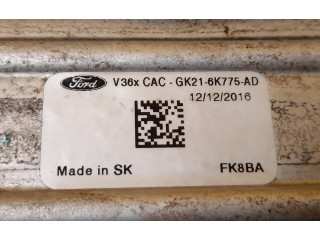 Ford V36x CAC - GK21-6K775-AD
12/12/2016
Made in SK FK8BA